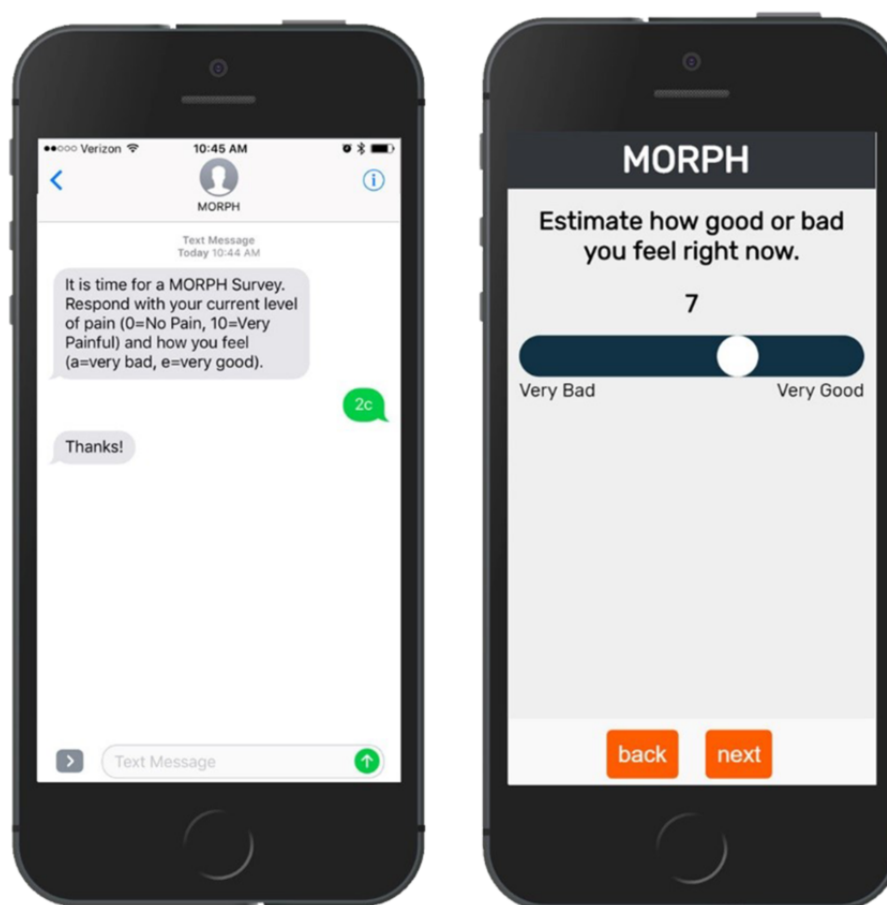 ●●○○○ Verizon 10:45 AM
MORPH
Text Message
Today 10:44 AM
It is time for a MORPH Survey.
Respond with your current level
of pain (0=No Pain, 10=Very
Painful) and how you feel
(a=very bad, e=very good).
2c
Thanks!
Text Message
MORPH
Estimate how good or bad
you feel right now.
7
Very Bad Very Good
back next